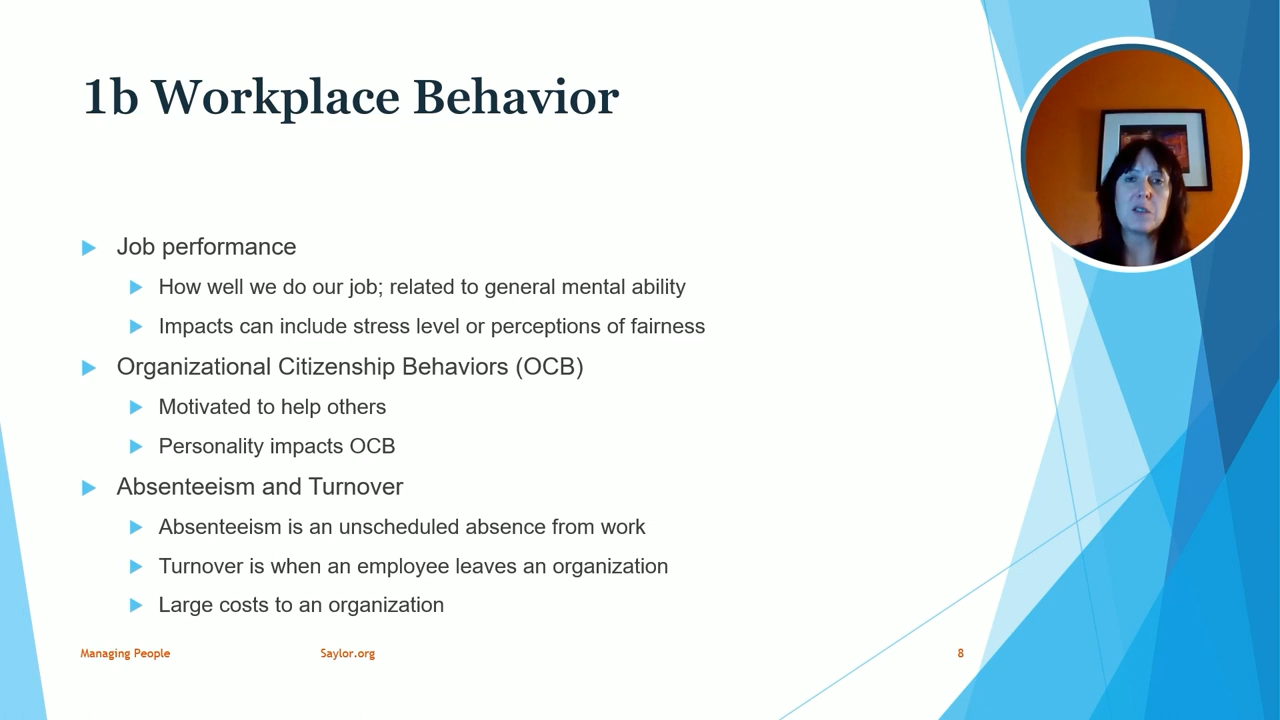 1b Workplace Behavior
Job performance
How well we do our job; related to general mental ability
Impacts can include stress level or perceptions of fairness
Organizational Citizenship Behaviors (OCB)
Motivated to help others
Personality impacts OCB
Absenteeism and Turnover
Absenteeism is an unscheduled absence from work
Turnover is when an employee leaves an organization
Large costs to an organization
Managing People Saylor.org 8